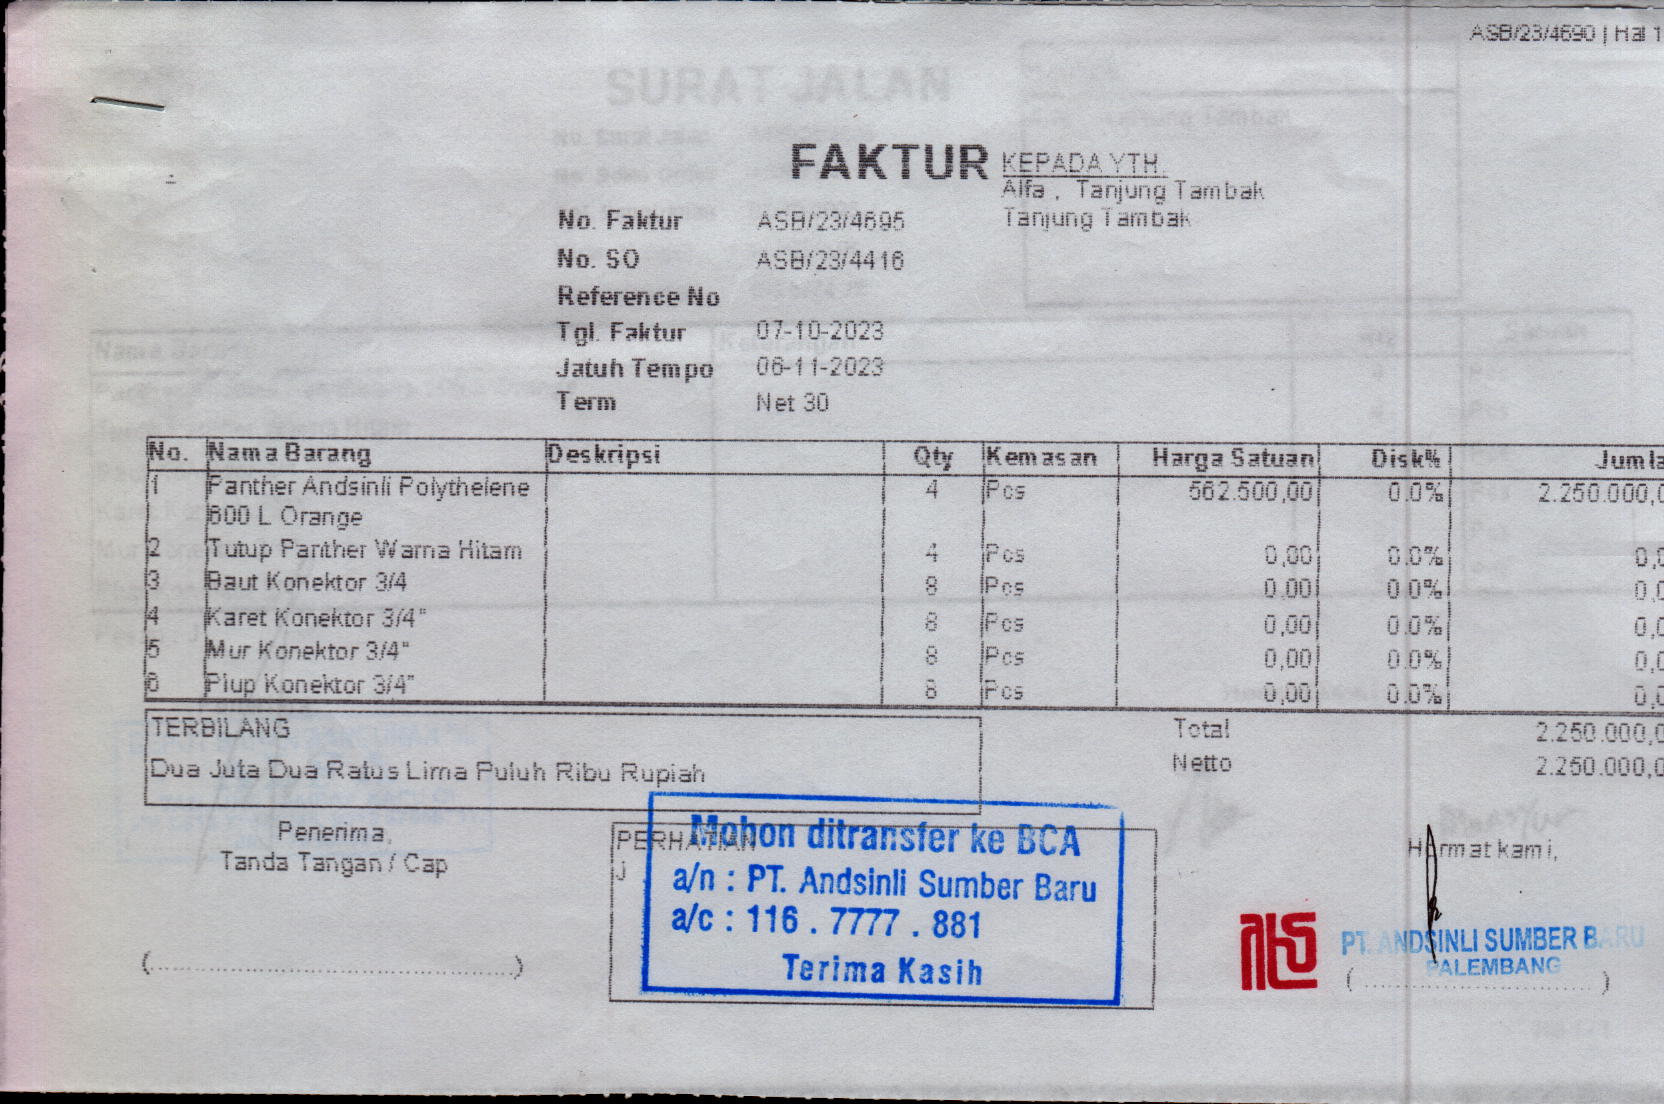 ASB/23/4690 | Hal 1
SURAT JALAN
FAKTUR
KEPADA YTH.
Alfa , Tanjung Tambak
Tanjung Tambak
No. Faktur ASB/23/4695
No. SO ASB/23/4416
Reference No
Tgl. Faktur 07-10-2023
Jatuh Tempo 06-11-2023
Term Net 30
No. Nama Barang Deskripsi Qty Kemasan Harga Satuan Disk% Jumla
1 Panther Andsinli Polythelene 4 Pcs 562.500,00 0.0% 2.250.000,0
600 L Orange
2 Tutup Panther Warna Hitam 4 Pcs 0,00 0.0% 0,0
3 Baut Konektor 3/4 8 Pcs 0,00 0.0% 0,0
4 Karet Konektor 3/4" 8 Pcs 0,00 0.0% 0,0
5 Mur Konektor 3/4" 8 Pcs 0,00 0.0% 0,0
6 Plup Konektor 3/4" 8 Pcs 0,00 0.0% 0,0
TERBILANG
Dua Juta Dua Ratus Lima Puluh Ribu Rupiah
Total 2.250.000,0
Netto 2.250.000,0
Penerima,
Tanda Tangan / Cap
PERHATIAN
j
Mohon ditransfer ke BCA
a/n : PT. Andsinli Sumber Baru
a/c : 116 . 7777 . 881
Terima Kasih
Hormat kami,
PT. ANDSINLI SUMBER BARU
PALEMBANG